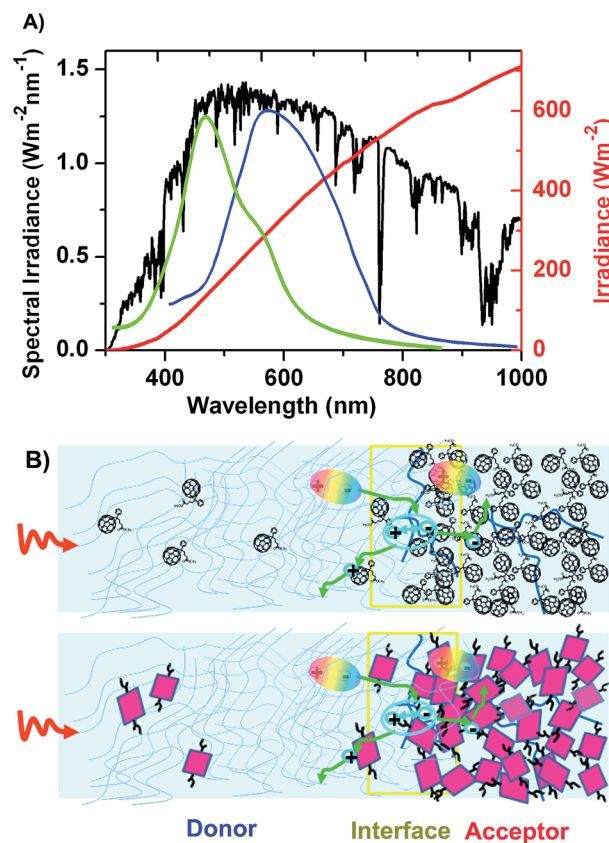 A)
Spectral Irradiance (Wm⁻²nm⁻¹)
1.5
1.0
0.5
0.0
600
400
200
0
Irradiance (Wm⁻²)
400 600 800 1000
Wavelength (nm)
B)
+ - + -
+ - -
+
+ - + -
+ - -
+
Donor Interface Acceptor